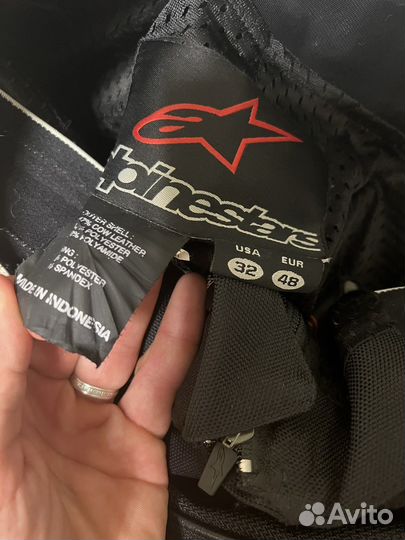 alpinestars
USA EUR
32 48
OUTER SHELL:
% COW LEATHER
% POLYESTER
% POLYAMIDE
POLYESTER
SPANDEX
MADE IN INDONESIA
Avito